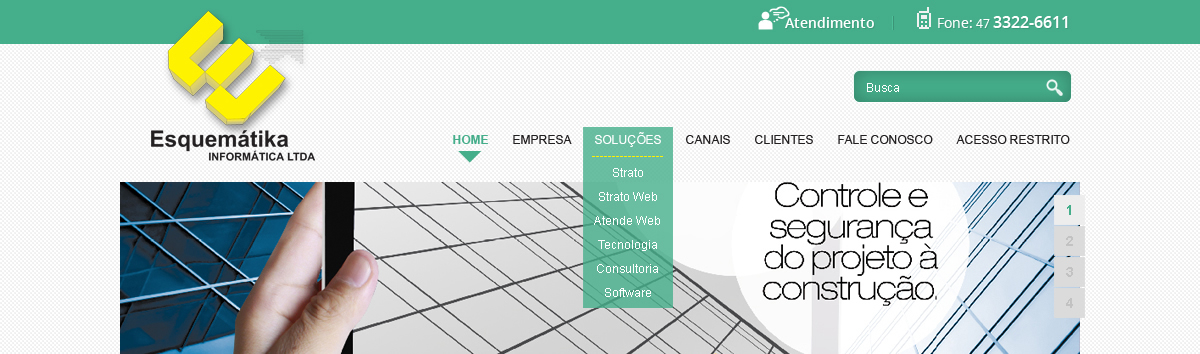 Atendimento
Fone: 47 3322-6611
Esquemátika
INFORMÁTICA LTDA
Busca
HOME EMPRESA SOLUÇÕES CANAIS CLIENTES FALE CONOSCO ACESSO RESTRITO
Strato
Strato Web
Atende Web
Tecnologia
Consultoria
Software
Controle e
segurança
do projeto à
construção.
1
2
3
4